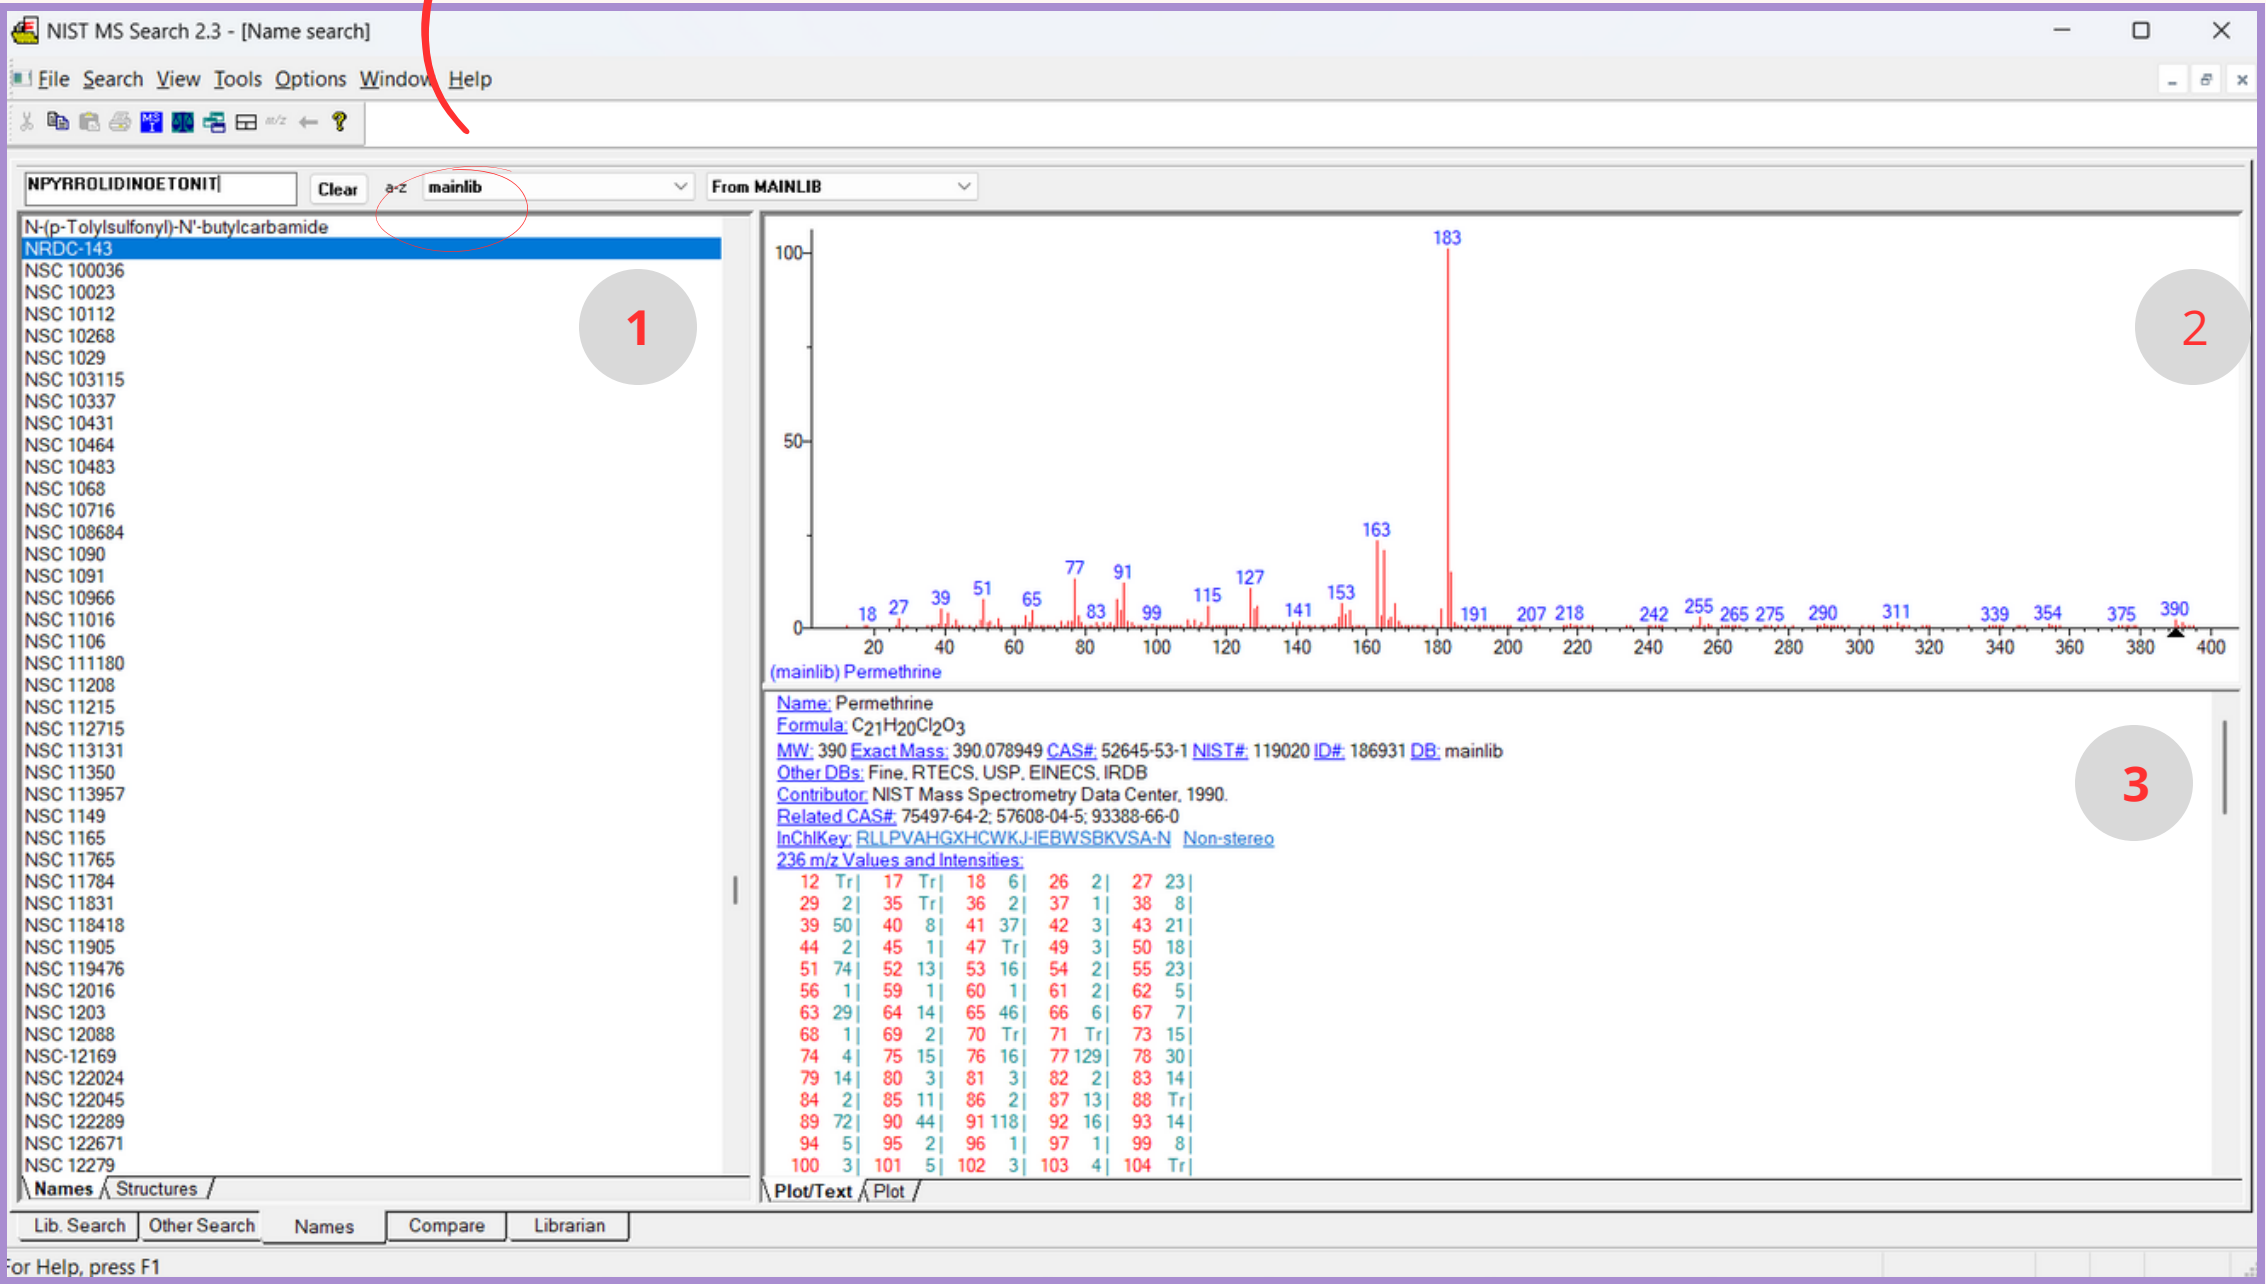 NIST MS Search 2.3 - [Name search]
File Search View Tools Options Window Help
NPYRROLIDINOETONIT Clear a-z mainlib From MAINLIB
N-(p-Tolylsulfonyl)-N'-butylcarbamide
NRDC-143
NSC 100036
NSC 10023
NSC 10112
NSC 10268
NSC 1029
NSC 103115
NSC 10337
NSC 10431
NSC 10464
NSC 10483
NSC 1068
NSC 10716
NSC 108684
NSC 1090
NSC 1091
NSC 10966
NSC 11016
NSC 1106
NSC 111180
NSC 11208
NSC 11215
NSC 112715
NSC 113131
NSC 11350
NSC 113957
NSC 1149
NSC 1165
NSC 11765
NSC 11784
NSC 11831
NSC 118418
NSC 11905
NSC 119476
NSC 12016
NSC 1203
NSC 12088
NSC-12169
NSC 122024
NSC 122045
NSC 122289
NSC 122671
NSC 12279
Names Structures
1
2
100
50
0
183
163
77 91 127
18 27 39 51 65 83 99 115 141 153 191 207 218 242 255 265 275 290 311 339 354 375 390
20 40 60 80 100 120 140 160 180 200 220 240 260 280 300 320 340 360 380 400
(mainlib) Permethrine
3
Name: Permethrine
Formula: C21H20Cl2O3
MW: 390 Exact Mass: 390.078949 CAS#: 52645-53-1 NIST#: 119020 ID#: 186931 DB: mainlib
Other DBs: Fine, RTECS, USP, EINECS, IRDB
Contributor: NIST Mass Spectrometry Data Center, 1990.
Related CAS#: 75497-64-2; 57608-04-5; 93388-66-0
InChIKey: RLLPVAHGXHCWKJ-IEBWSBKVSA-N Non-stereo
236 m/z Values and Intensities:
12 Tr| 17 Tr| 18 6| 26 2| 27 23|
29 2| 35 Tr| 36 2| 37 1| 38 8|
39 50| 40 8| 41 37| 42 3| 43 21|
44 2| 45 1| 47 Tr| 49 3| 50 18|
51 74| 52 13| 53 16| 54 2| 55 23|
56 1| 59 1| 60 1| 61 2| 62 5|
63 29| 64 14| 65 46| 66 6| 67 7|
68 1| 69 2| 70 Tr| 71 Tr| 73 15|
74 4| 75 15| 76 16| 77 129| 78 30|
79 14| 80 3| 81 3| 82 2| 83 14|
84 2| 85 11| 86 2| 87 13| 88 Tr|
89 72| 90 44| 91 118| 92 16| 93 14|
94 5| 95 2| 96 1| 97 1| 99 8|
100 3| 101 5| 102 3| 103 4| 104 Tr|
Plot/Text Plot
Lib. Search Other Search Names Compare Librarian
For Help, press F1